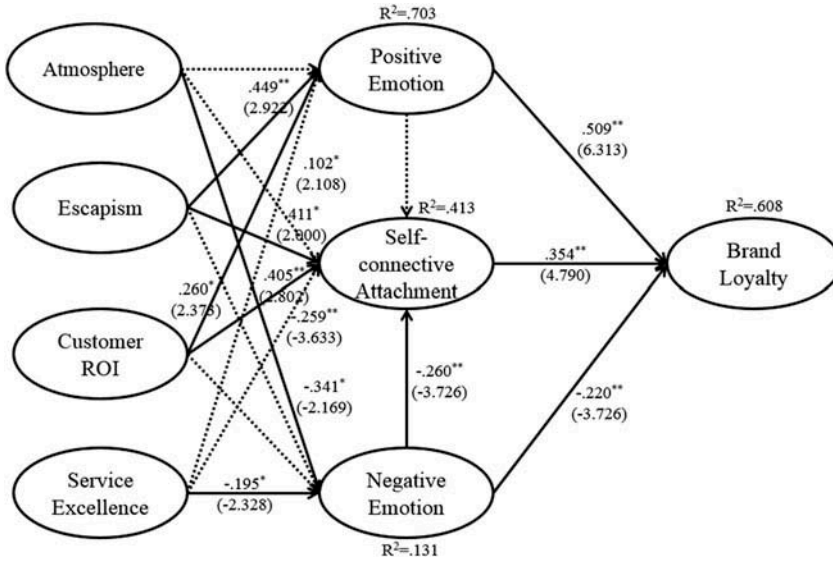 R²=.703
Atmosphere
Positive
Emotion
.449**
(2.922)
.509**
(6.313)
.102*
(2.108)
Escapism
.411*
(2.000)
R²=.413
R²=.608
Self-
connective
Attachment
.354**
(4.790)
Brand
Loyalty
.260*
(2.373)
.405**
(2.802)
-.259**
(-3.633)
Customer
ROI
-.341*
(-2.169)
-.260**
(-3.726)
-.220**
(-3.726)
Service
Excellence
-.195*
(-2.328)
Negative
Emotion
R²=.131